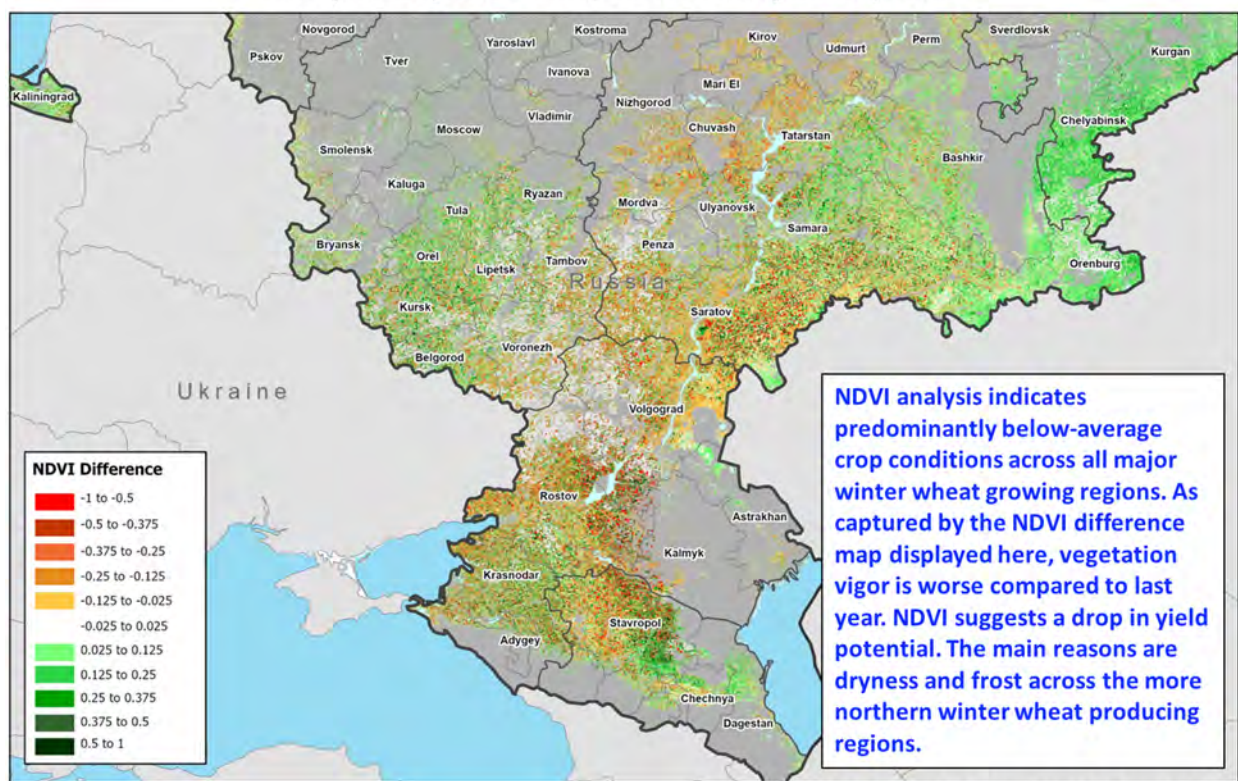 Novgorod
Kostroma
Yaroslavl
Kirov
Perm
Sverdlovsk
Pskov
Tver
Udmurt
Kurgan
Ivanova
Mari El
Kaliningrad
Nizhgorod
Vladimir
Chelyabinsk
Moscow
Chuvash
Tatarstan
Smolensk
Bashkir
Kaluga
Ryazan
Mordva
Ulyanovsk
Tula
Samara
Bryansk
Penza
Orel
Tambov
Orenburg
Lipetsk
Russia
Kursk
Saratov
Voronezh
Belgorod
Ukraine
Volgograd
Rostov
Astrakhan
Kalmyk
Krasnodar
Stavropol
Adygey
Chechnya
Dagestan
NDVI Difference
-1 to -0.5
-0.5 to -0.375
-0.375 to -0.25
-0.25 to -0.125
-0.125 to -0.025
-0.025 to 0.025
0.025 to 0.125
0.125 to 0.25
0.25 to 0.375
0.375 to 0.5
0.5 to 1
NDVI analysis indicates
predominantly below-average
crop conditions across all major
winter wheat growing regions. As
captured by the NDVI difference
map displayed here, vegetation
vigor is worse compared to last
year. NDVI suggests a drop in yield
potential. The main reasons are
dryness and frost across the more
northern winter wheat producing
regions.